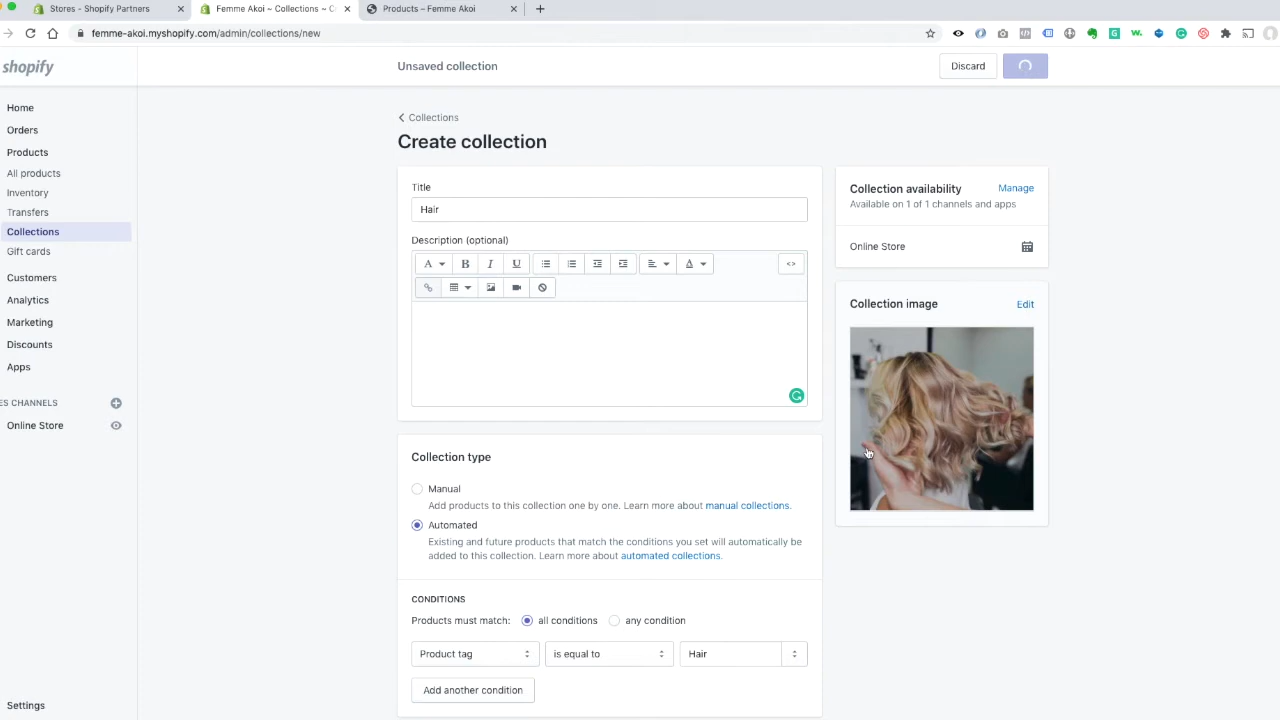 Stores - Shopify Partners
Femme Akoi ~ Collections ~
Products – Femme Akoi
femme-akoi.myshopify.com/admin/collections/new
shopify
Unsaved collection
Discard
Home
Orders
Products
All products
Inventory
Transfers
Collections
Gift cards
Customers
Analytics
Marketing
Discounts
Apps
ES CHANNELS
Online Store
Settings
Collections
Create collection
Title
Hair
Description (optional)
A B I U A <>
Collection type
Manual
Add products to this collection one by one. Learn more about manual collections.
Automated
Existing and future products that match the conditions you set will automatically be
added to this collection. Learn more about automated collections.
CONDITIONS
Products must match: all conditions any condition
Product tag is equal to Hair
Add another condition
Collection availability Manage
Available on 1 of 1 channels and apps
Online Store
Collection image Edit